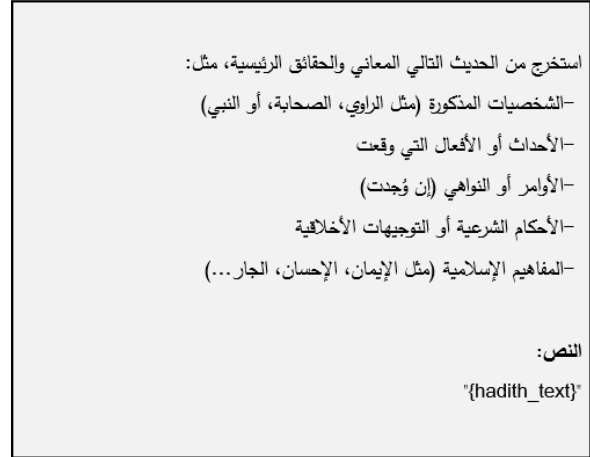 استخرج من الحديث التالي المعاني والحقائق الرئيسية، مثل:
-الشخصيات المذكورة (مثل الراوي، الصحابة، أو النبي)
-الأحداث أو الأفعال التي وقعت
-الأوامر أو النواهي (إن وُجدت)
-الأحكام الشرعية أو التوجيهات الأخلاقية
-المفاهيم الإسلامية (مثل الإيمان، الإحسان، الجار...)
النص:
"{hadith_text}"